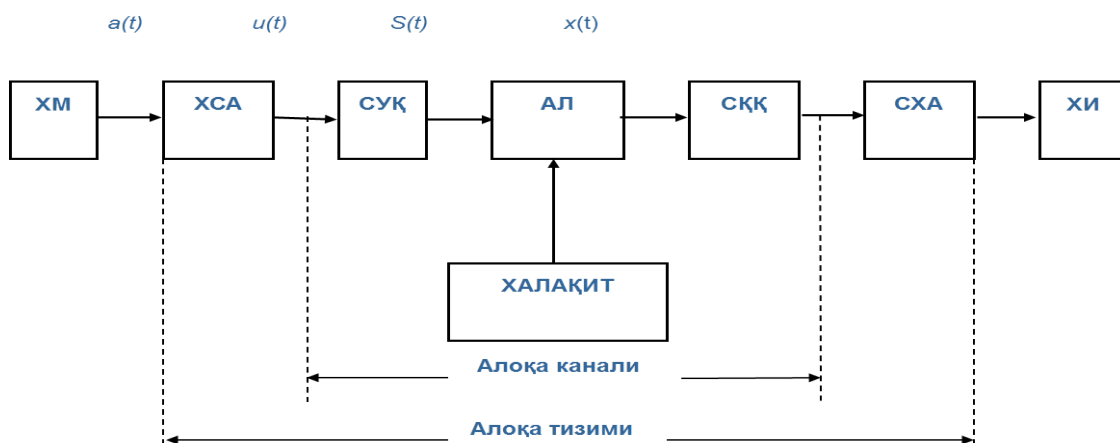 a(t) u(t) S(t) x(t)
ХМ ХСА СУҚ АЛ СҚҚ СХА ХИ
ХАЛАҚИТ
Алоқа канали
Алоқа тизими